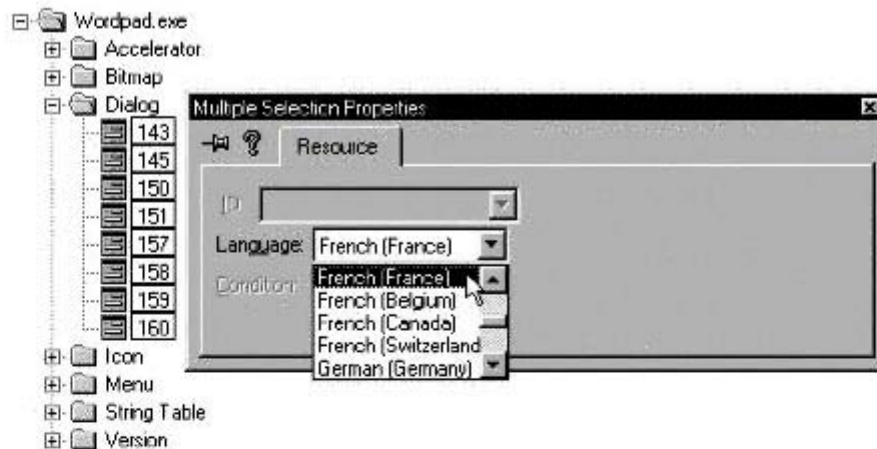 Wordpad.exe
Accelerator
Bitmap
Dialog
143
145
150
151
157
158
159
160
Icon
Menu
String Table
Version
Multiple Selection Properties
Resource
ID
Language: French (France)
Condition:
French (France)
French (Belgium)
French (Canada)
French (Switzerland
German (Germany)